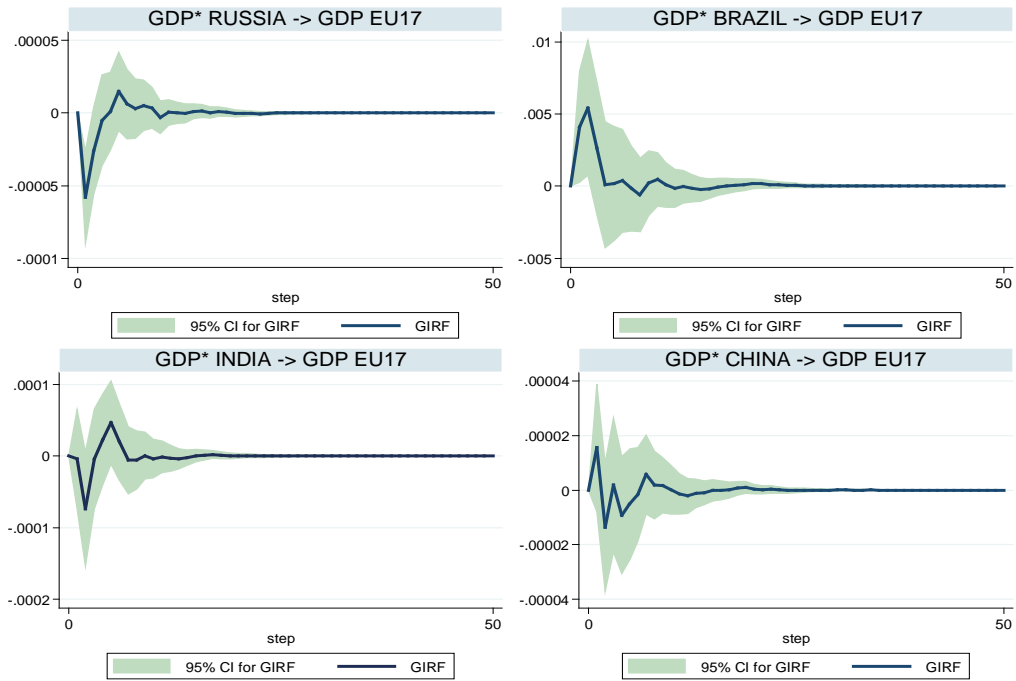 GDP* RUSSIA -> GDP EU17
.00005
0
-.00005
-.0001
0 50
step
95% CI for GIRF GIRF
GDP* BRAZIL -> GDP EU17
.01
.005
0
-.005
0 50
step
95% CI for GIRF GIRF
GDP* INDIA -> GDP EU17
.0001
0
-.0001
-.0002
0 50
step
95% CI for GIRF GIRF
GDP* CHINA -> GDP EU17
.00004
.00002
0
-.00002
-.00004
0 50
step
95% CI for GIRF GIRF